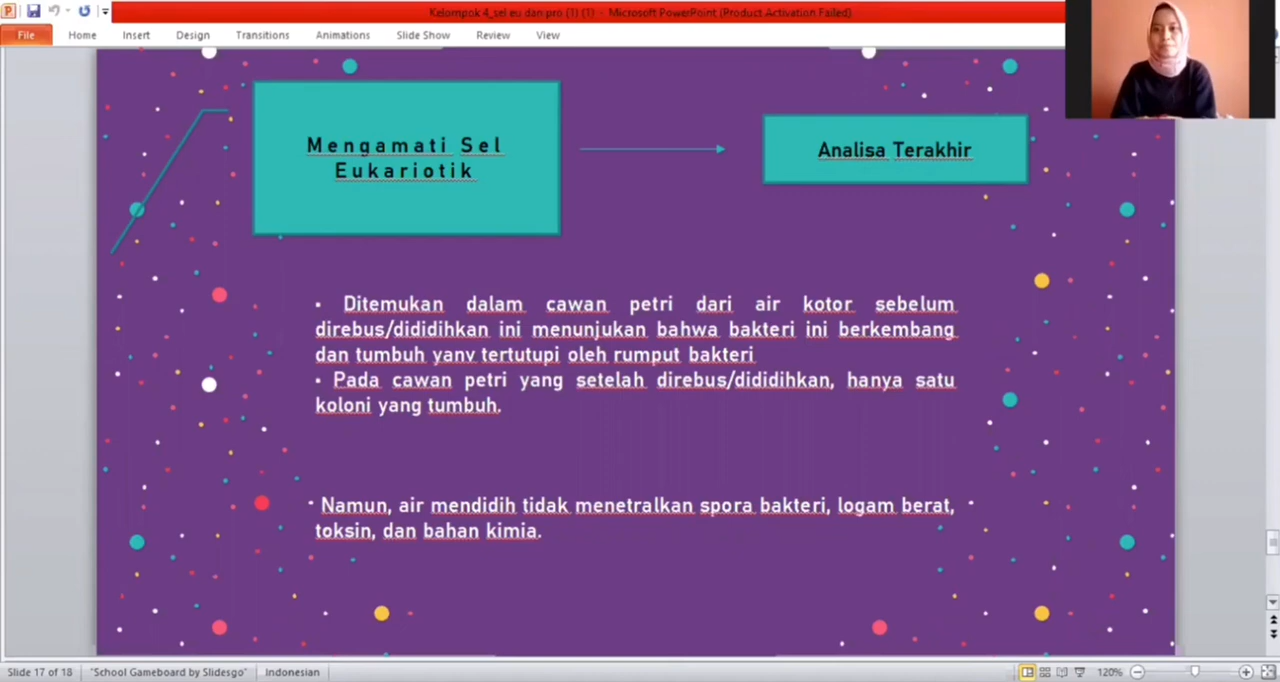 Kelompok 4_sel eu dan pro (1) (1) - Microsoft PowerPoint (Product Activation Failed)
File Home Insert Design Transitions Animations Slide Show Review View
Mengamati Sel
Eukariotik
Analisa Terakhir
• Ditemukan dalam cawan petri dari air kotor sebelum
direbus/dididihkan ini menunjukan bahwa bakteri ini berkembang
dan tumbuh yanv tertutupi oleh rumput bakteri
• Pada cawan petri yang setelah direbus/dididihkan, hanya satu
koloni yang tumbuh.
Namun, air mendidih tidak menetralkan spora bakteri, logam berat,
toksin, dan bahan kimia.
Slide 17 of 18 "School Gameboard by Slidesgo" Indonesian 120%